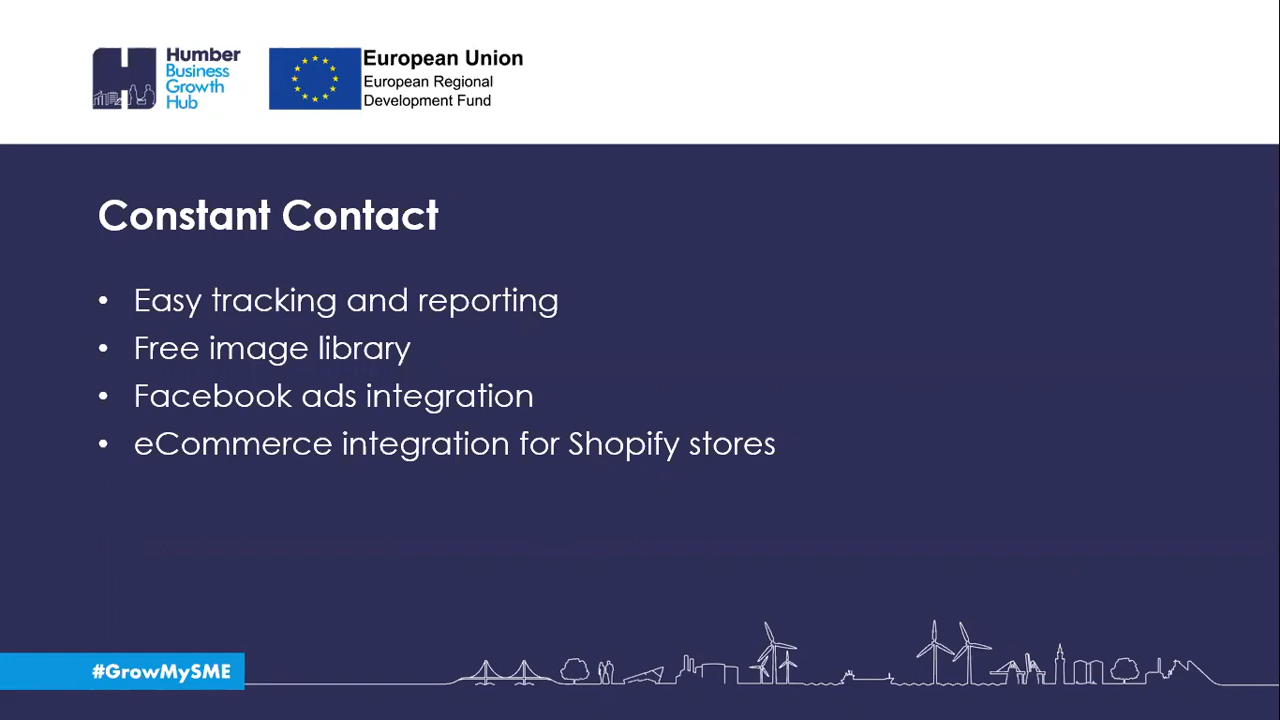 Humber
Business
Growth
Hub
European Union
European Regional
Development Fund
Constant Contact
• Easy tracking and reporting
• Free image library
• Facebook ads integration
• eCommerce integration for Shopify stores
#GrowMySME